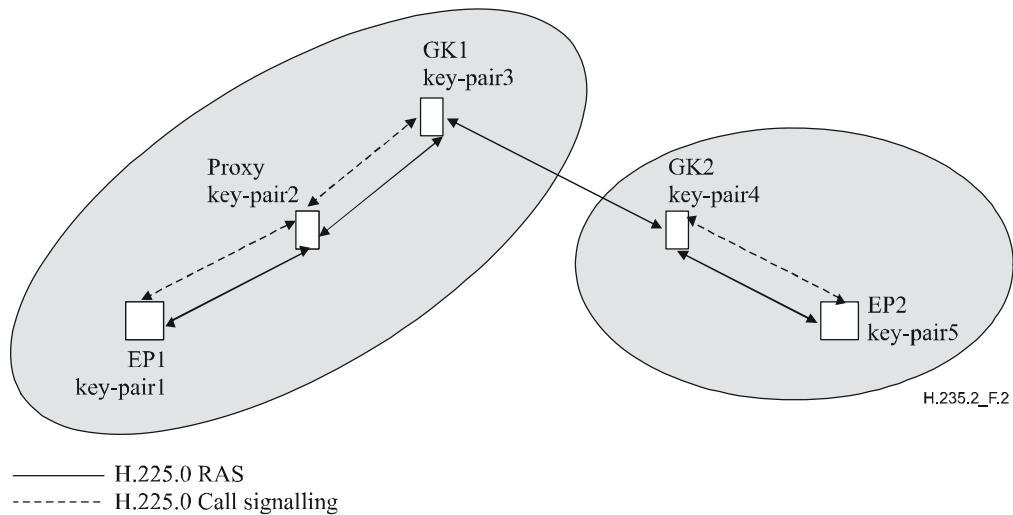 GK1
key-pair3
Proxy
key-pair2
GK2
key-pair4
EP1
key-pair1
EP2
key-pair5
H.235.2_F.2
H.225.0 RAS
H.225.0 Call signalling